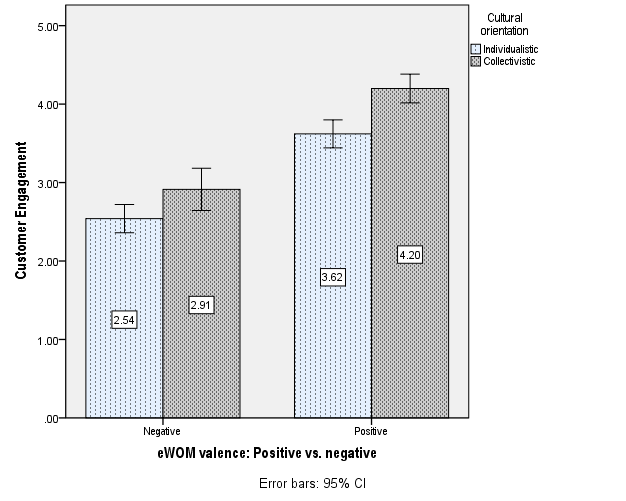 Customer Engagement
5.00
4.00
3.00
2.00
1.00
.00
2.54
2.91
3.62
4.20
Negative
Positive
eWOM valence: Positive vs. negative
Error bars: 95% CI
Cultural
orientation
Individualistic
Collectivistic